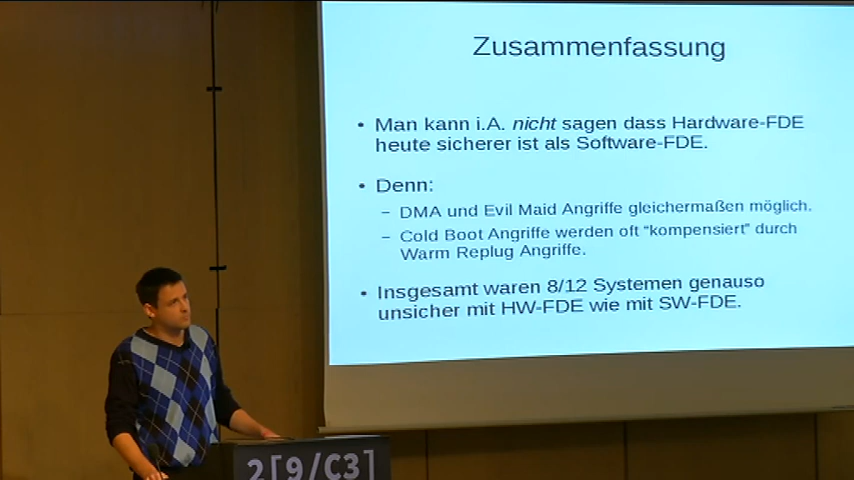 Zusammenfassung
• Man kann i.A. nicht sagen dass Hardware-FDE
heute sicherer ist als Software-FDE.
• Denn:
– DMA und Evil Maid Angriffe gleichermaßen möglich.
– Cold Boot Angriffe werden oft “kompensiert” durch
Warm Replug Angriffe.
• Insgesamt waren 8/12 Systemen genauso
unsicher mit HW-FDE wie mit SW-FDE.
2[9/C3]